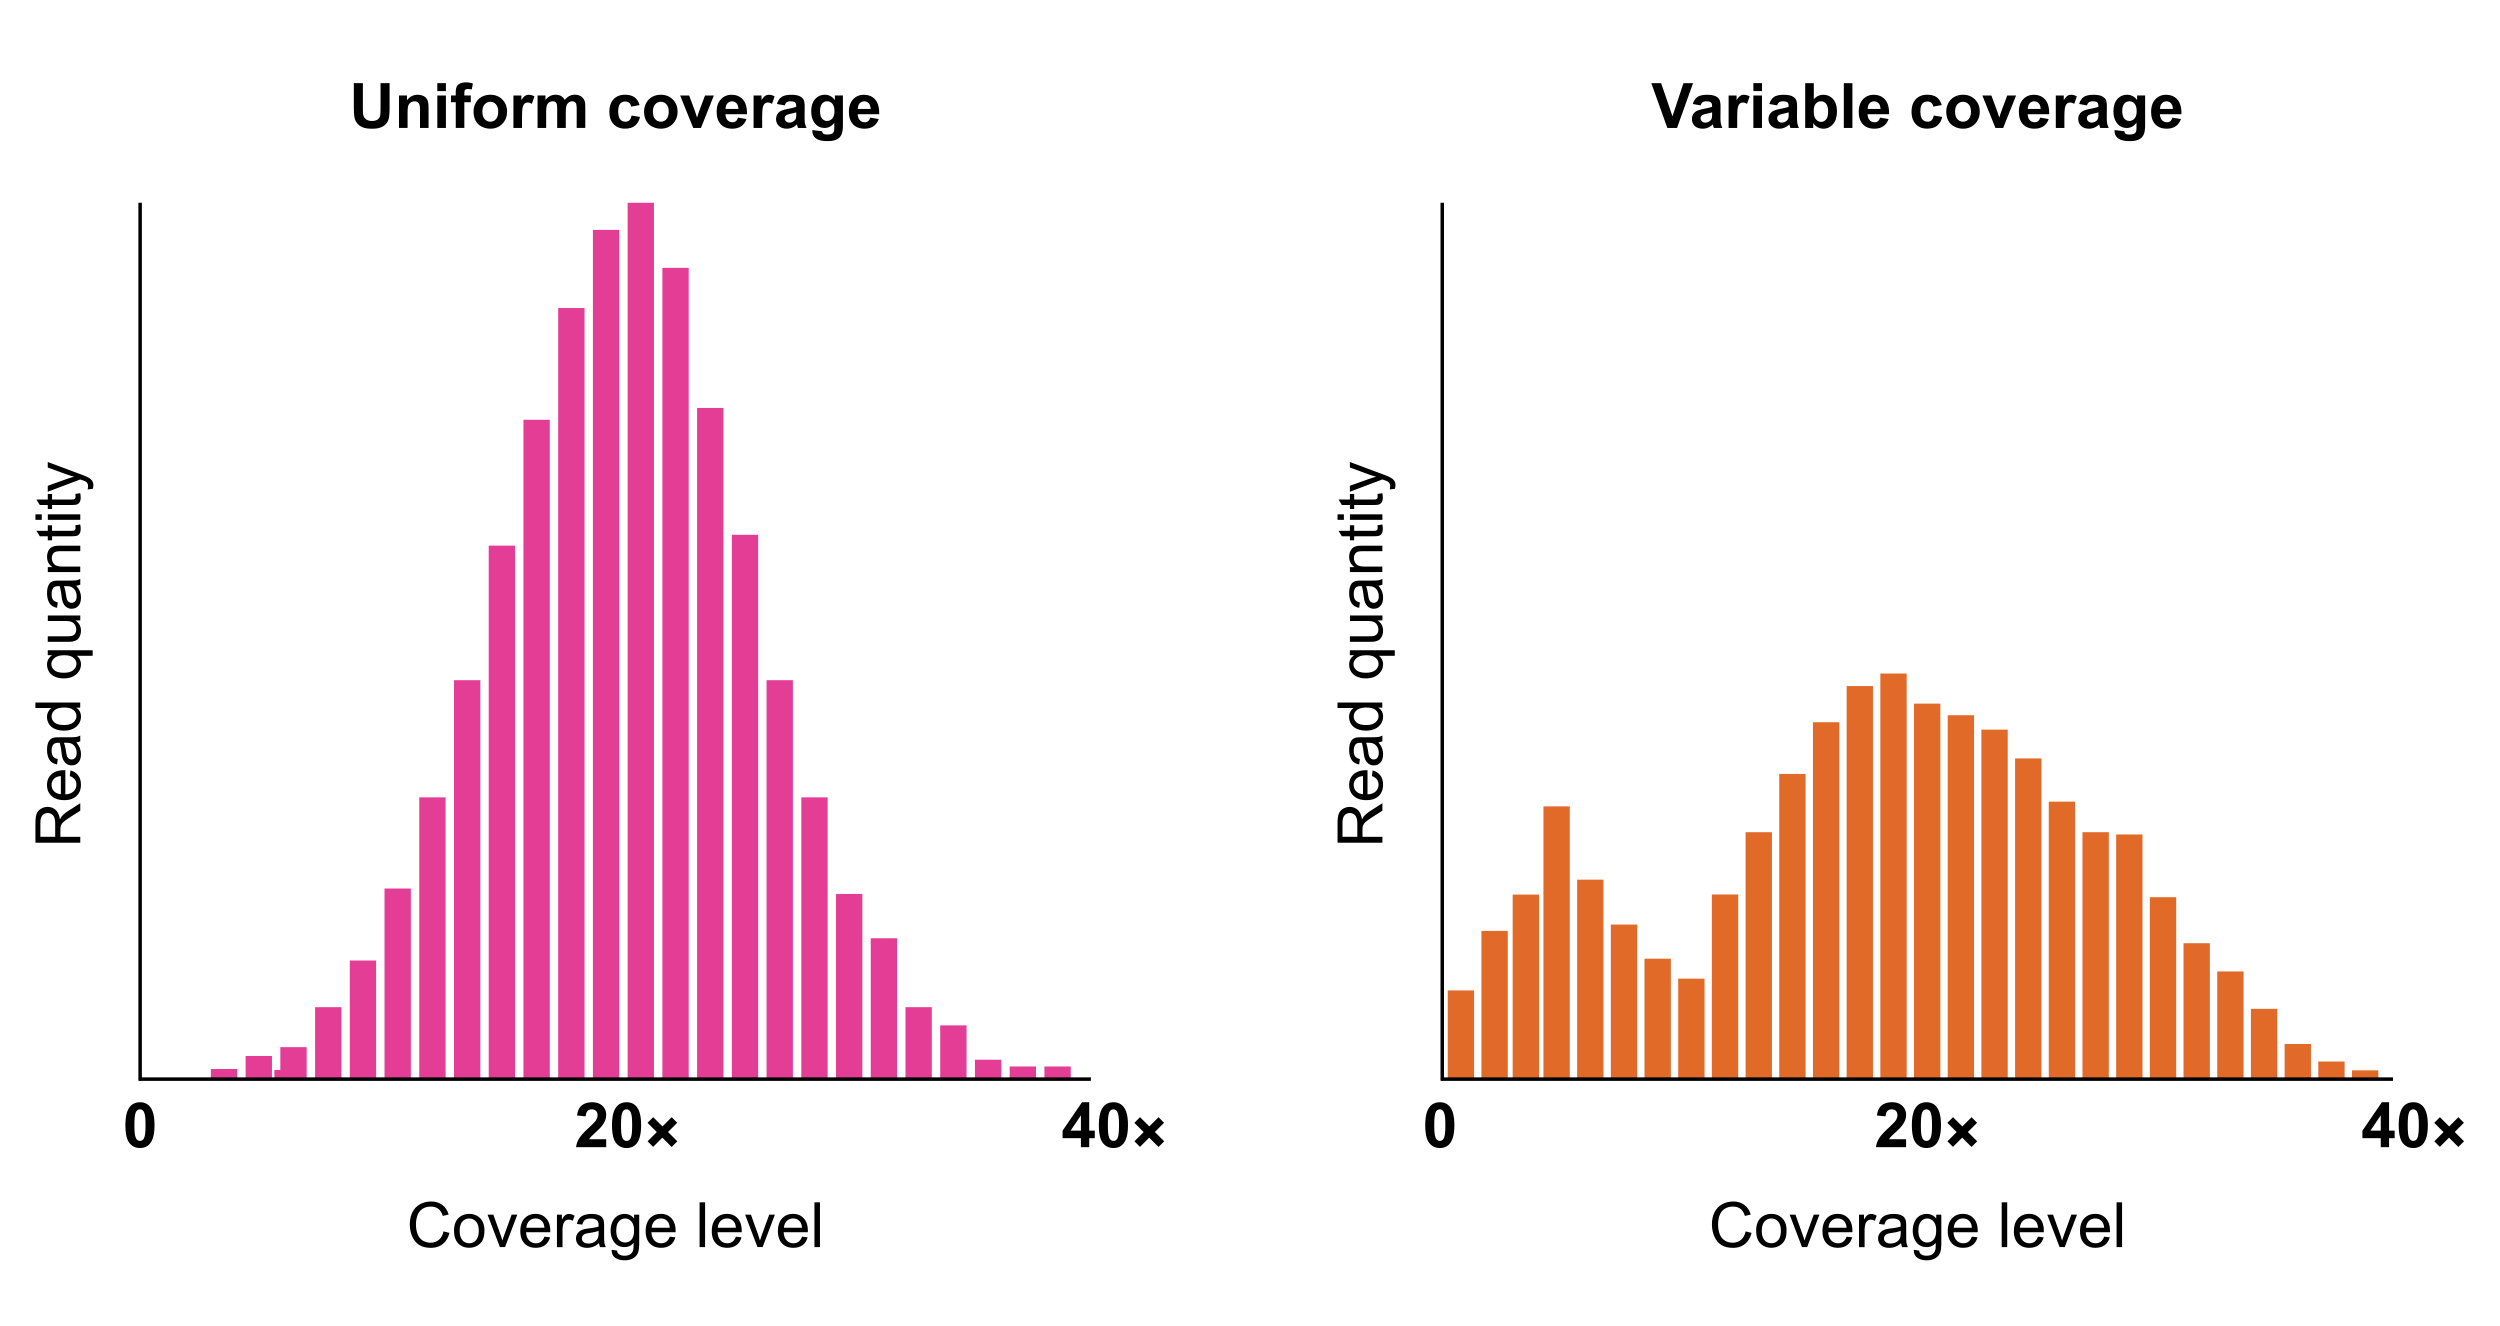 Uniform coverage
Read quantity
0 20× 40×
Coverage level
Variable coverage
Read quantity
0 20× 40×
Coverage level